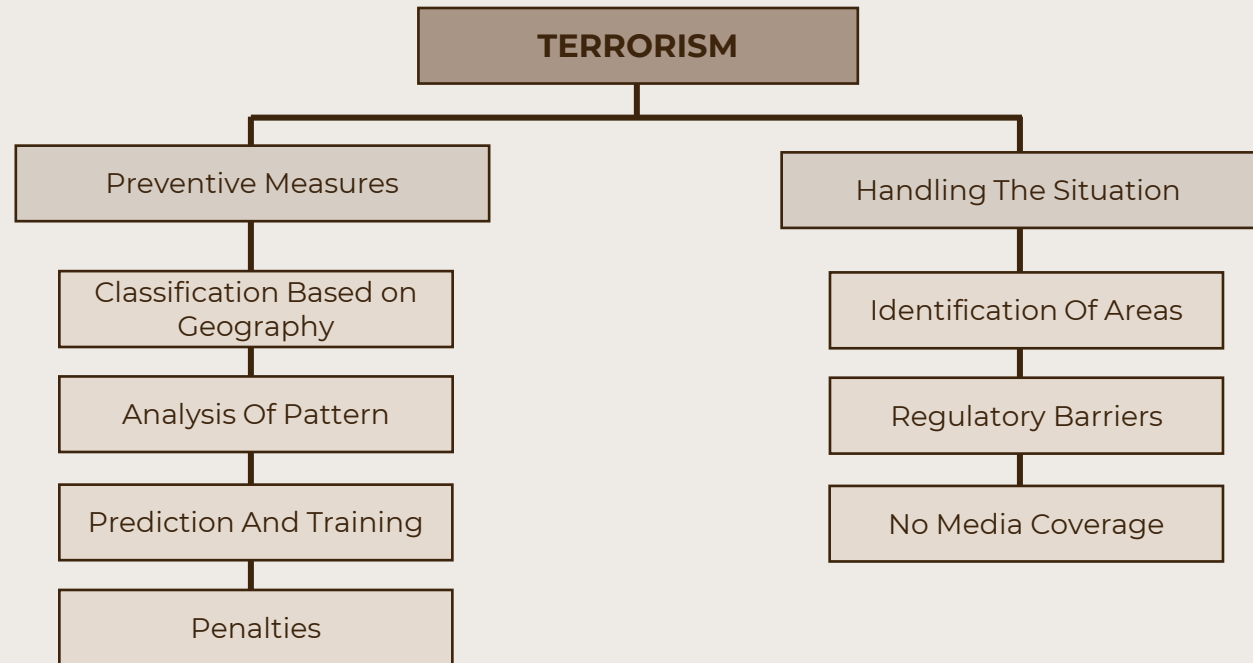 TERRORISM
Preventive Measures
Classification Based on
Geography
Analysis Of Pattern
Prediction And Training
Penalties
Handling The Situation
Identification Of Areas
Regulatory Barriers
No Media Coverage